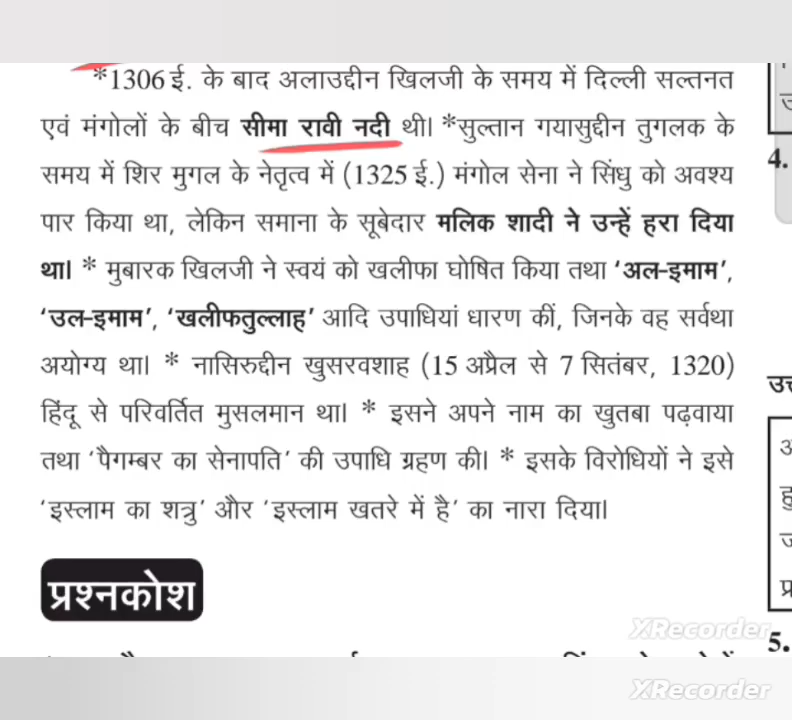 *1306 ई. के बाद अलाउद्दीन खिलजी के समय में दिल्ली सल्तनत
एवं मंगोलों के बीच सीमा रावी नदी थी। *सुल्तान गयासुद्दीन तुगलक के
समय में शिर मुगल के नेतृत्व में (1325 ई.) मंगोल सेना ने सिंधु को अवश्य
पार किया था, लेकिन समाना के सूबेदार मलिक शादी ने उन्हें हरा दिया
था। * मुबारक खिलजी ने स्वयं को खलीफा घोषित किया तथा ‘अल-इमाम’,
‘उल-इमाम’, ‘खलीफतुल्लाह’ आदि उपाधियां धारण कीं, जिनके वह सर्वथा
अयोग्य था। * नासिरुद्दीन खुसरवशाह (15 अप्रैल से 7 सितंबर, 1320)
हिंदू से परिवर्तित मुसलमान था। * इसने अपने नाम का खुतबा पढ़वाया
तथा ‘पैगम्बर का सेनापति’ की उपाधि ग्रहण की। * इसके विरोधियों ने इसे
‘इस्लाम का शत्रु’ और ‘इस्लाम खतरे में है’ का नारा दिया।
प्रश्नकोश
4.
5.
XRecorder
XRecorder